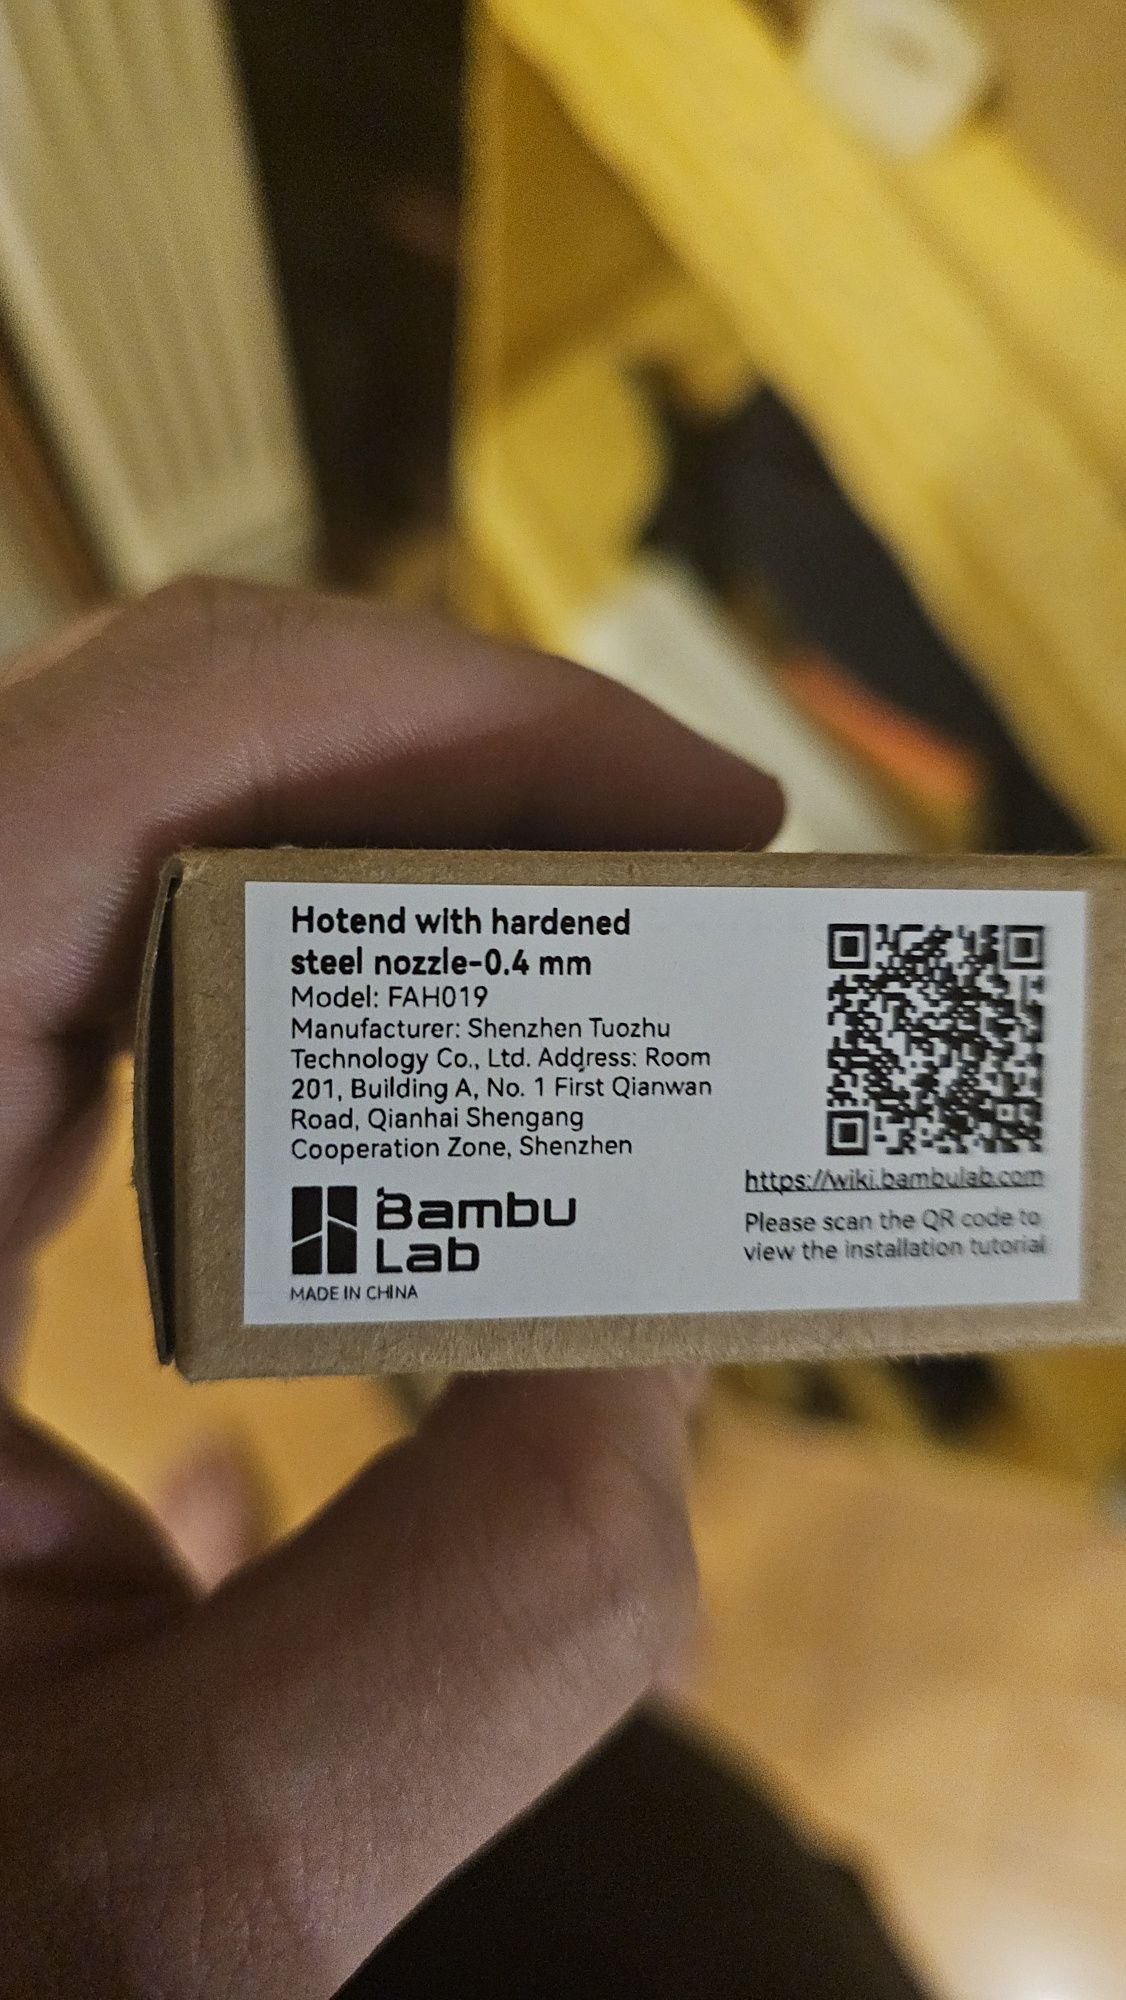 Hotend with hardened
steel nozzle-0.4 mm
Model: FAH019
Manufacturer: Shenzhen Tuozhu
Technology Co., Ltd. Address: Room
201, Building A, No. 1 First Qianwan
Road, Qianhai Shengang
Cooperation Zone, Shenzhen
Bambu
Lab
MADE IN CHINA
https://wiki.bambulab.com
Please scan the QR code to
view the installation tutorial